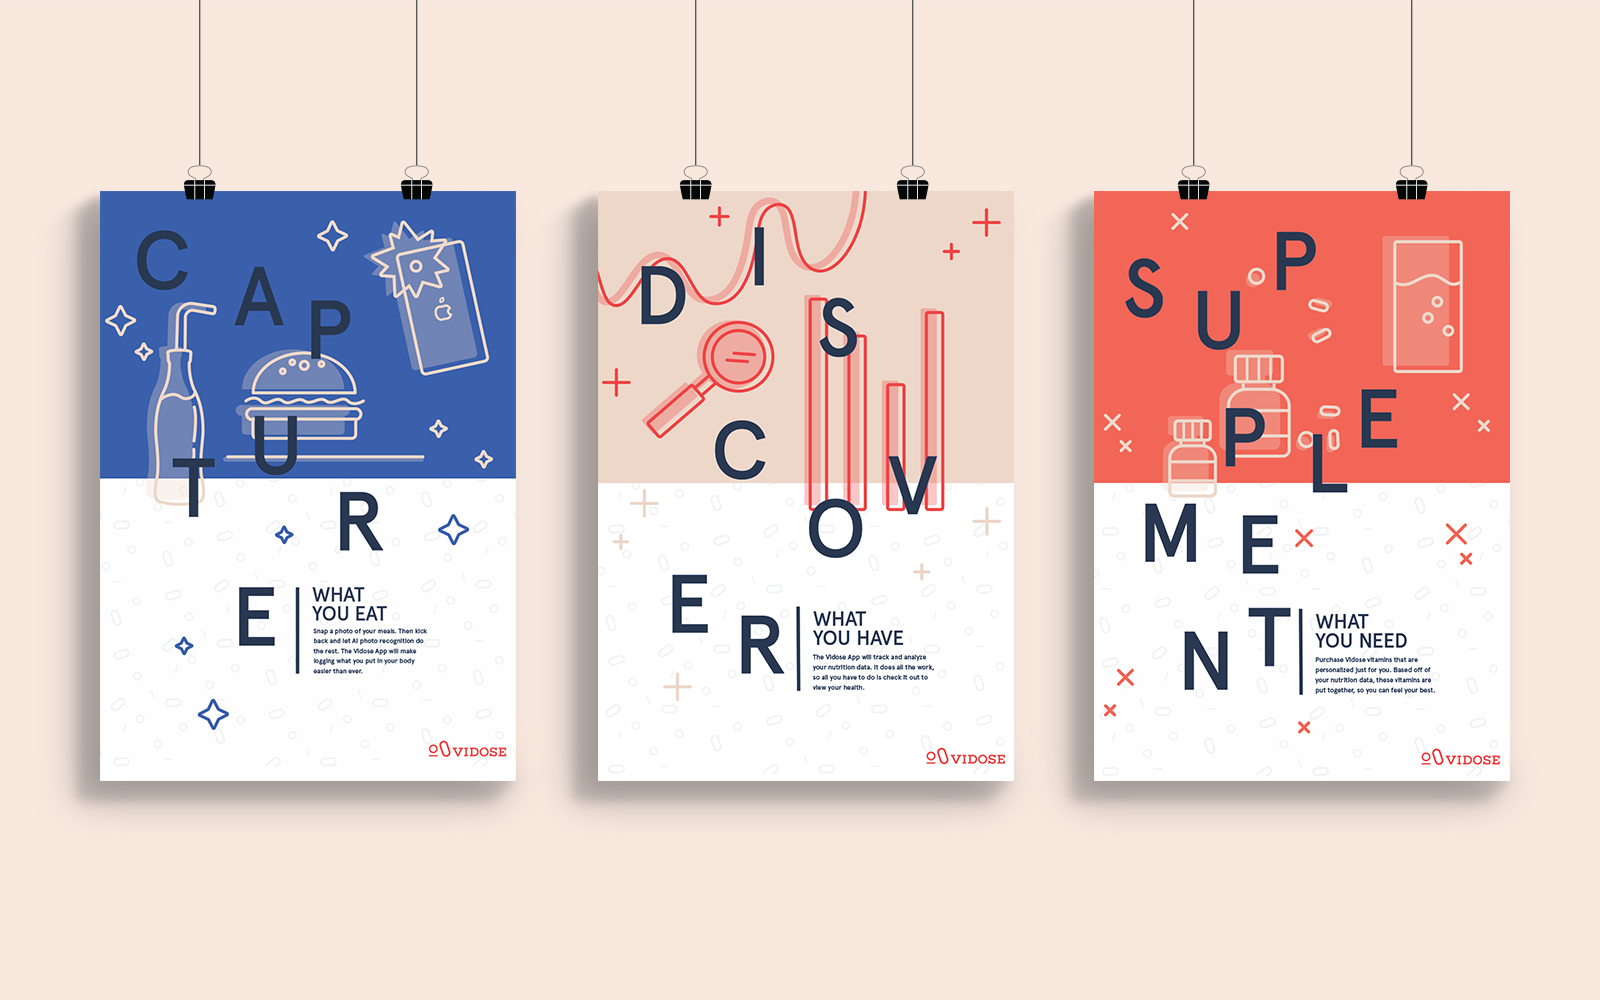 CAPTURE
WHAT
YOU EAT
Snap a photo of your meals. Then kick
back and let AI photo recognition do
the rest. The Vidose App will make
logging what you put in your body
easier than ever.
VIDOSE
DISCOVER
WHAT
YOU HAVE
The Vidose App will track and analyze
your nutrition data. It does all the work,
so all you have to do is check it out to
view your health.
VIDOSE
SUPPLEMENT
WHAT
YOU NEED
Purchase Vidose vitamins that are
personalized just for you. Based off of
your nutrition data, these vitamins are
put together, so you can feel your best.
VIDOSE